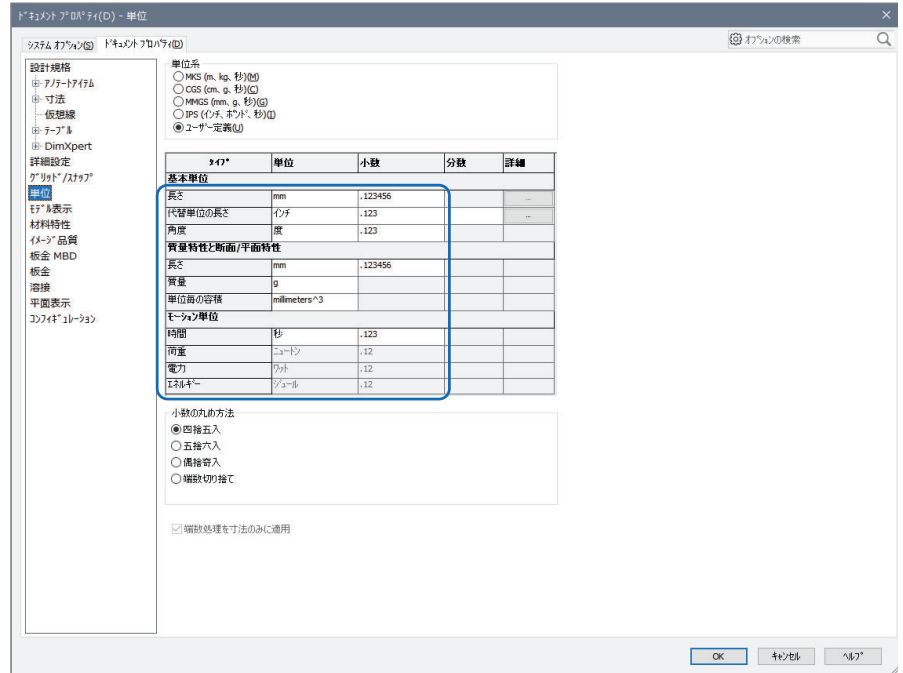 ドキュメント プロパティ(D) - 単位
システム オプション(S) ドキュメント プロパティ(D)
オプションの検索
設計規格
アノテートアイテム
寸法
仮想線
テーブル
DimXpert
詳細設定
グリッド/スナップ
単位
モデル表示
材料特性
イメージ品質
板金 MBD
板金
溶接
平面表示
コンフィギュレーション
単位系
MKS (m、kg、秒)(M)
CGS (cm、g、秒)(C)
MMGS (mm、g、秒)(G)
IPS (インチ、ポンド、秒)(I)
ユーザー定義(U)
タイプ 単位 小数 分数 詳細
基本単位
長さ mm .123456 ...
代替単位の長さ インチ .123 ...
角度 度 .123
質量特性と断面/平面特性
長さ mm .123456
質量 g
単位毎の容積 millimeters^3
モーション単位
時間 秒 .123
荷重 ニュートン .12
電力 ワット .12
エネルギー ジュール .12
小数の丸め方法
四捨五入
五捨六入
偶捨奇入
端数切り捨て
端数処理を寸法のみに適用
OK キャンセル ヘルプ